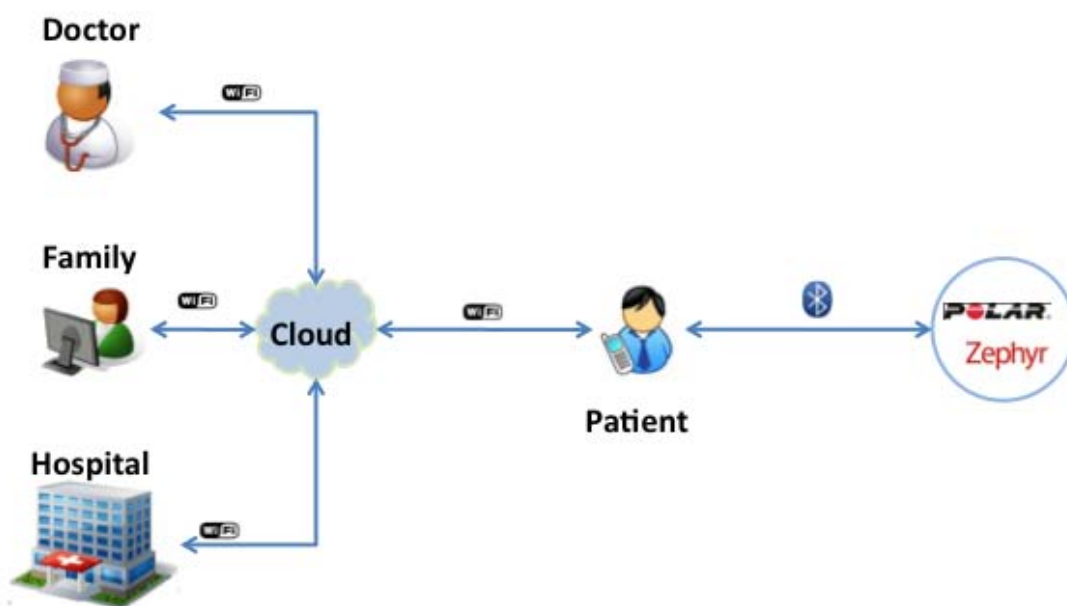 Doctor
WiFi
Family
WiFi
Cloud
WiFi
POLAR.
Zephyr
Patient
Hospital
WiFi